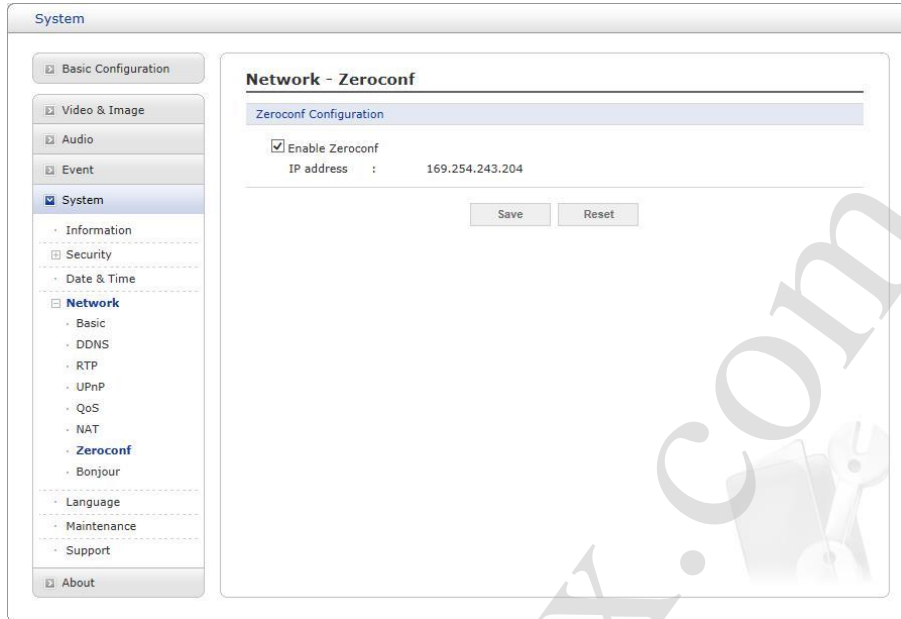 System
Basic Configuration
Video & Image
Audio
Event
System
Information
Security
Date & Time
Network
Basic
DDNS
RTP
UPnP
QoS
NAT
Zeroconf
Bonjour
Language
Maintenance
Support
About
Network - Zeroconf
Zeroconf Configuration
Enable Zeroconf
IP address : 169.254.243.204
Save Reset
x.com